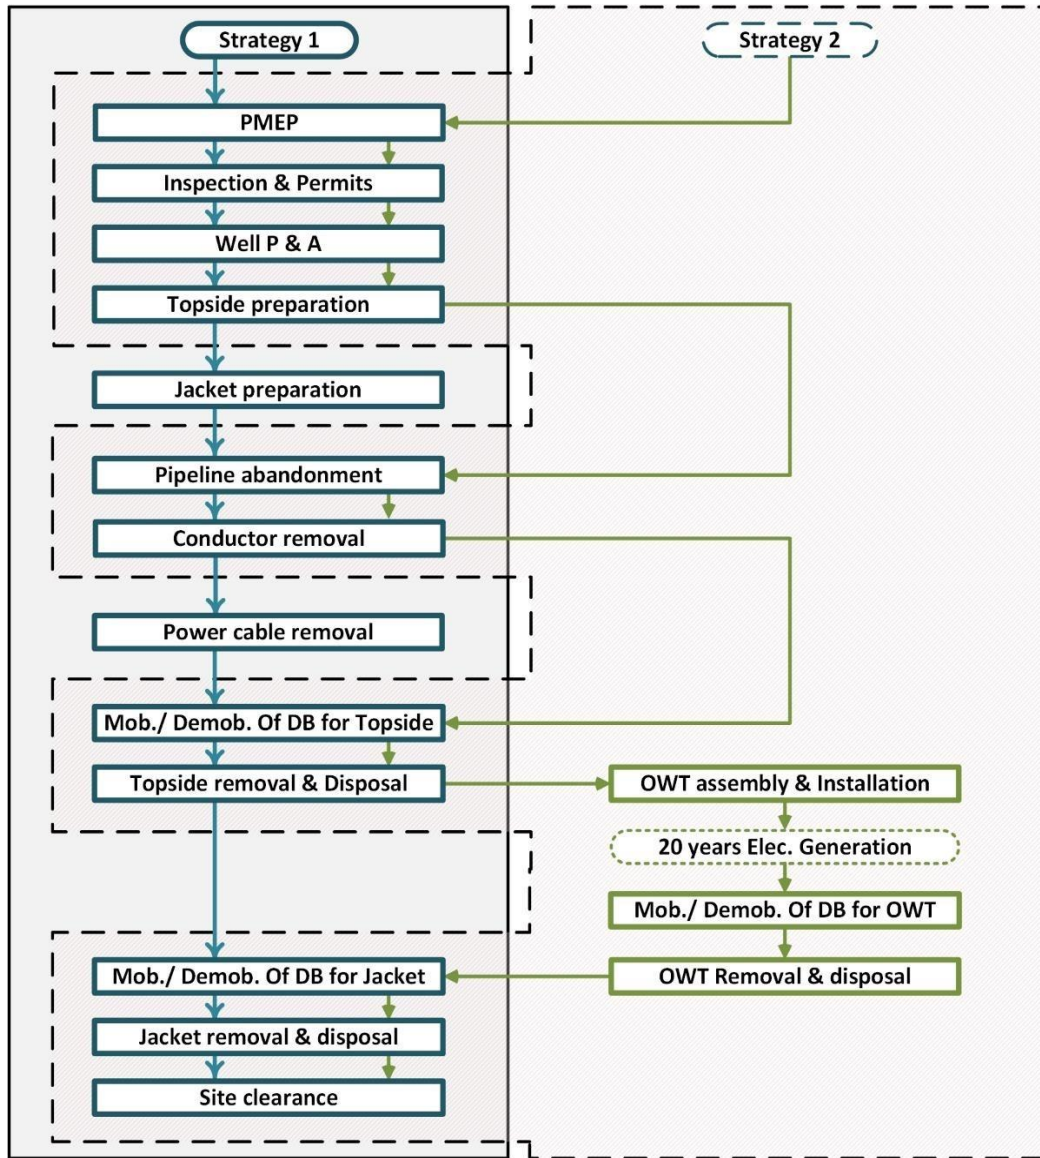 Strategy 1
Strategy 2
PMEP
Inspection & Permits
Well P & A
Topside preparation
Jacket preparation
Pipeline abandonment
Conductor removal
Power cable removal
Mob./ Demob. Of DB for Topside
Topside removal & Disposal
OWT assembly & Installation
20 years Elec. Generation
Mob./ Demob. Of DB for OWT
Mob./ Demob. Of DB for Jacket
OWT Removal & disposal
Jacket removal & disposal
Site clearance